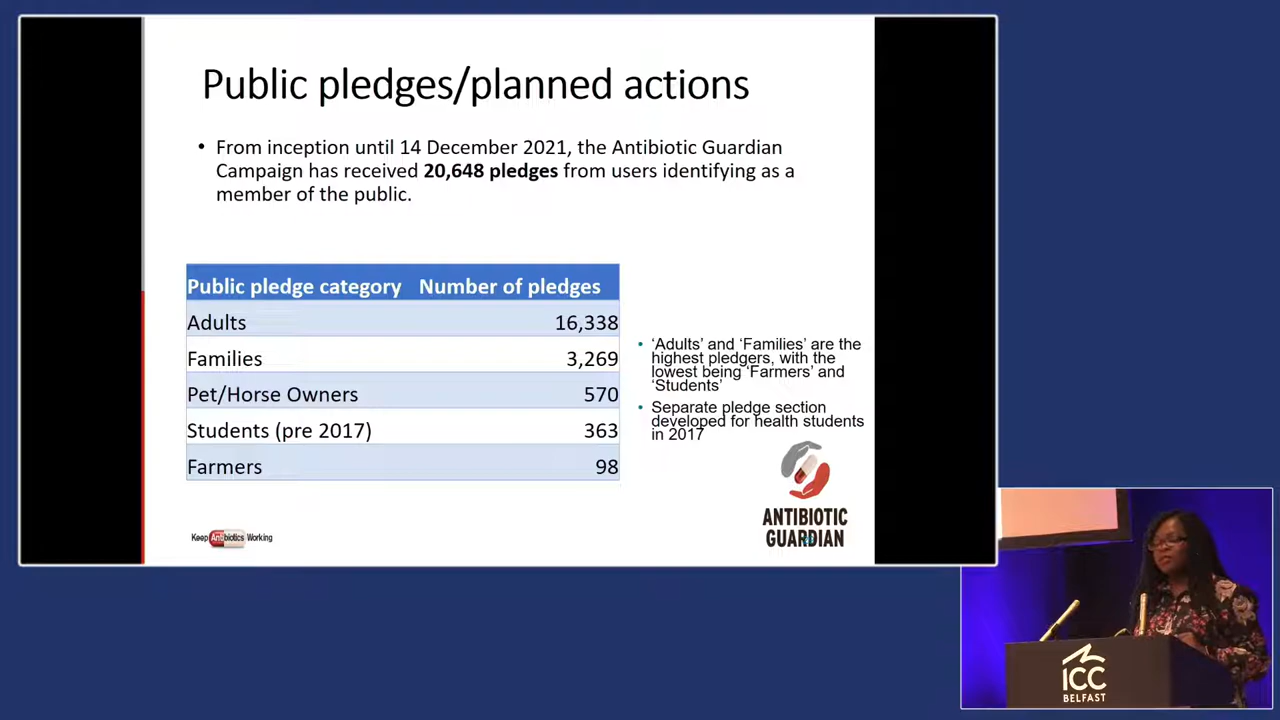 Public pledges/planned actions
• From inception until 14 December 2021, the Antibiotic Guardian
Campaign has received 20,648 pledges from users identifying as a
member of the public.
Public pledge category Number of pledges
Adults 16,338
Families 3,269
Pet/Horse Owners 570
Students (pre 2017) 363
Farmers 98
• ‘Adults’ and ‘Families’ are the
highest pledgers, with the
lowest being ‘Farmers’ and
‘Students’
• Separate pledge section
developed for health students
in 2017
Keep Antibiotics Working
ANTIBIOTIC
GUARDIAN
ICC
BELFAST